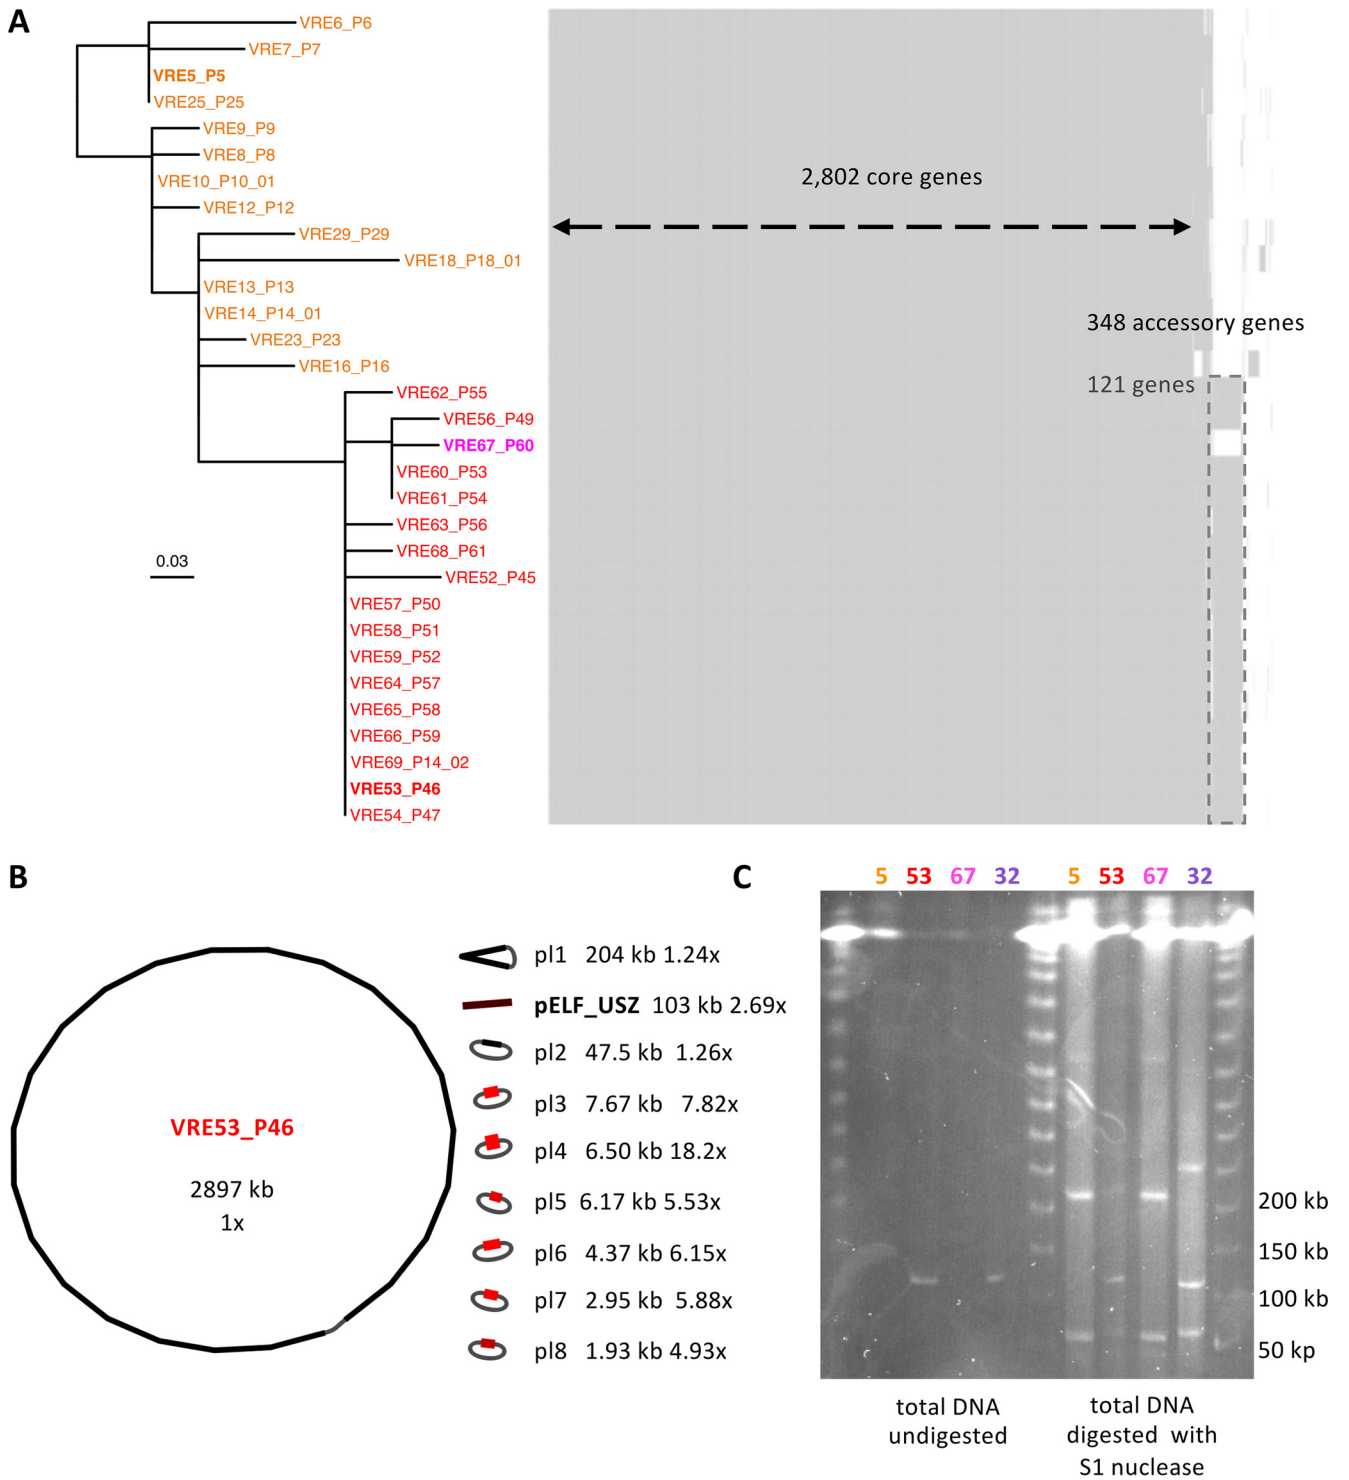 A
VRE6_P6
VRE7_P7
VRE5_P5
VRE25_P25
VRE9_P9
VRE8_P8
VRE10_P10_01
VRE12_P12
VRE29_P29
VRE18_P18_01
VRE13_P13
VRE14_P14_01
VRE23_P23
VRE16_P16
VRE62_P55
VRE56_P49
VRE67_P60
VRE60_P53
VRE61_P54
VRE63_P56
VRE68_P61
VRE52_P45
VRE57_P50
VRE58_P51
VRE59_P52
VRE64_P57
VRE65_P58
VRE66_P59
VRE69_P14_02
VRE53_P46
VRE54_P47
0.03
2,802 core genes
348 accessory genes
121 genes
B
VRE53_P46
2897 kb
1x
pl1 204 kb 1.24x
pELF_USZ 103 kb 2.69x
pl2 47.5 kb 1.26x
pl3 7.67 kb 7.82x
pl4 6.50 kb 18.2x
pl5 6.17 kb 5.53x
pl6 4.37 kb 6.15x
pl7 2.95 kb 5.88x
pl8 1.93 kb 4.93x
C
5 53 67 32 5 53 67 32
200 kb
150 kb
100 kb
50 kp
total DNA
undigested
total DNA
digested with
S1 nuclease